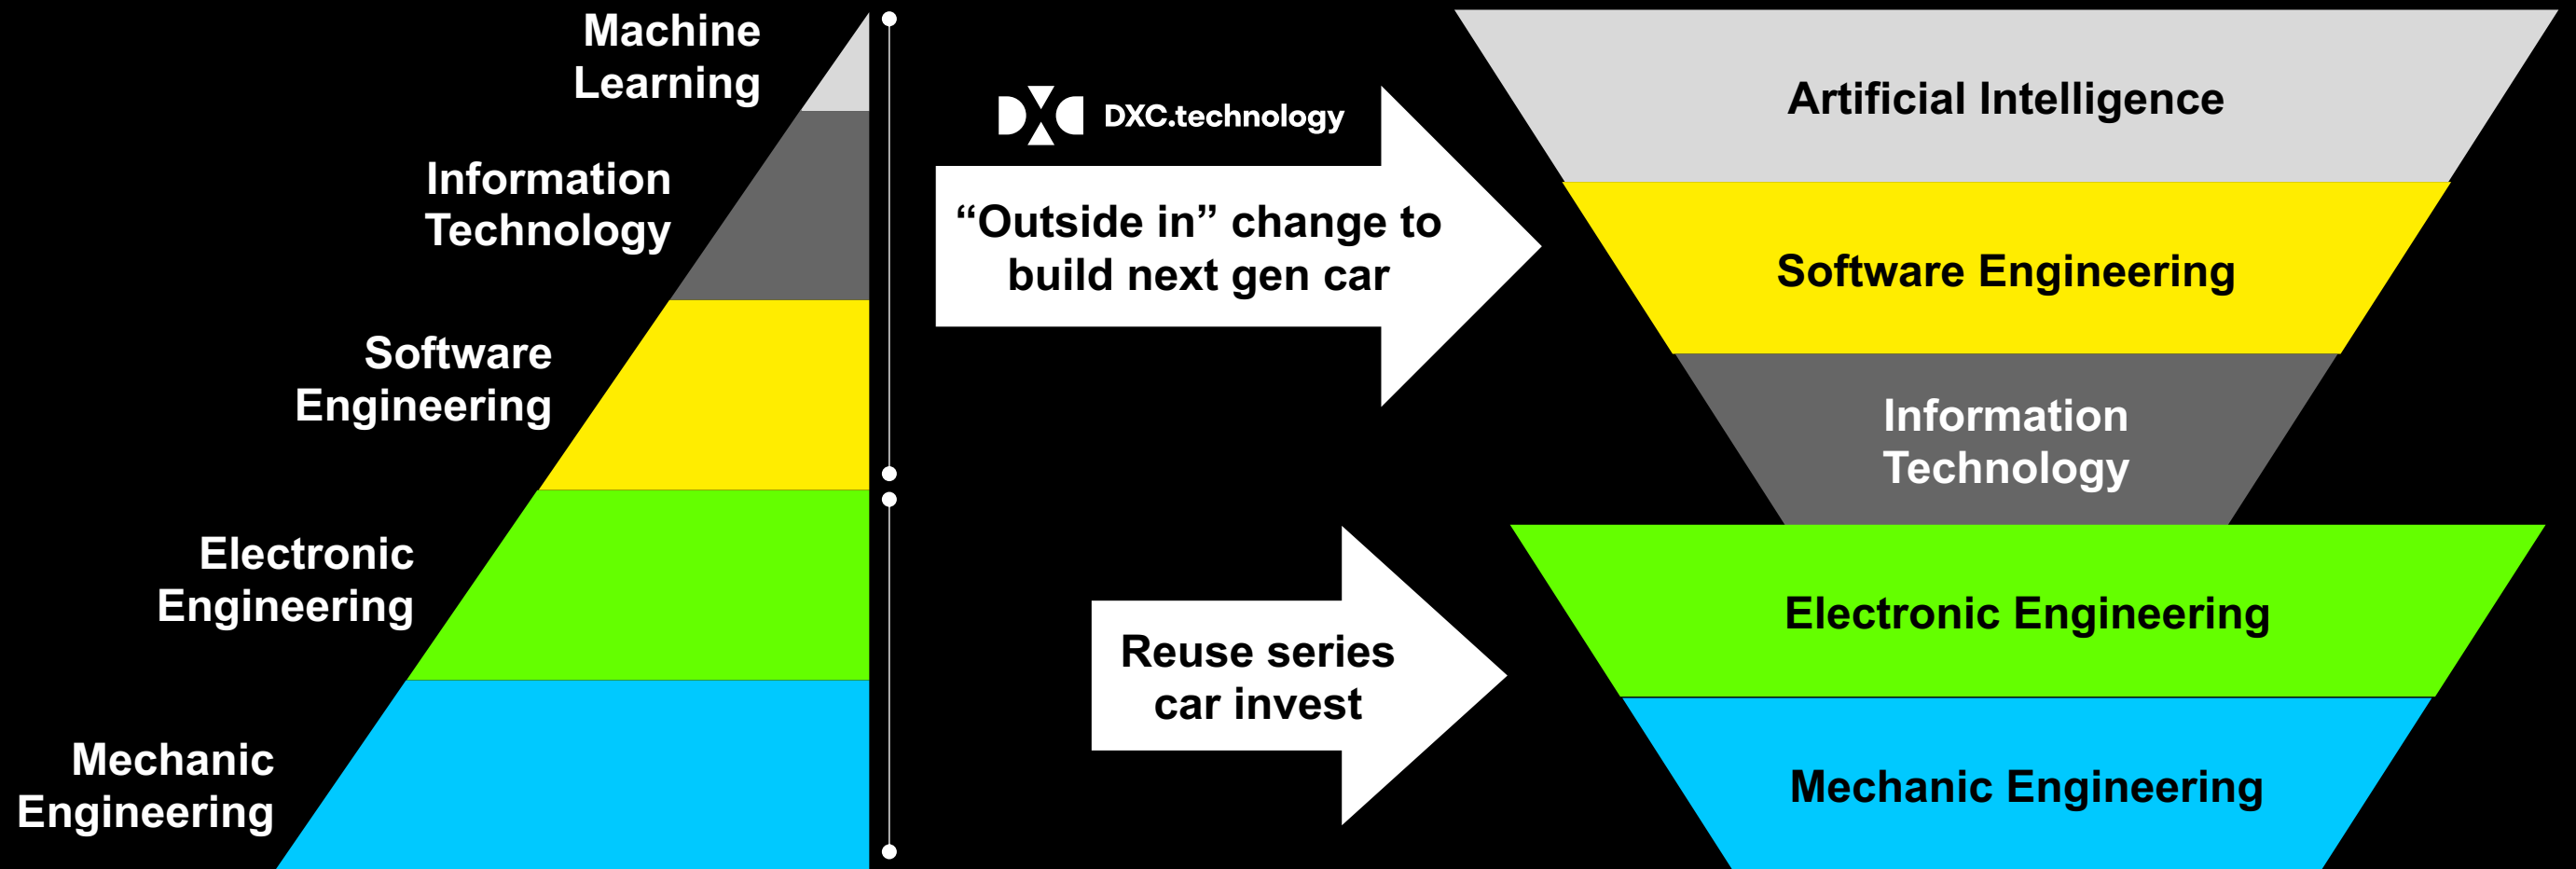 Machine
Learning
Information
Technology
Software
Engineering
Electronic
Engineering
Mechanic
Engineering
DXC.technology
“Outside in” change to
build next gen car
Reuse series
car invest
Artificial Intelligence
Software Engineering
Information
Technology
Electronic Engineering
Mechanic Engineering